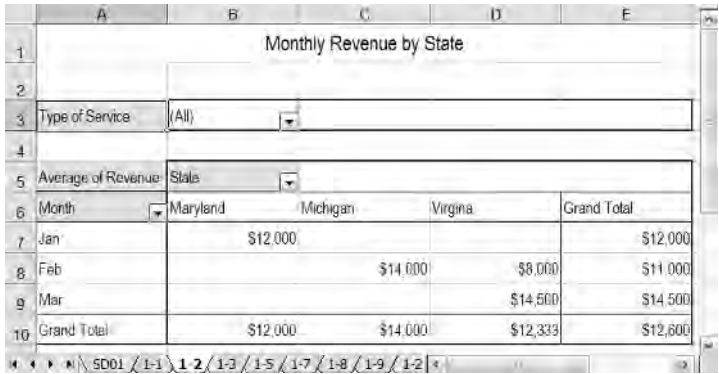 A B C D E
1 Monthly Revenue by State
2
3 Type of Service (All)
4
5 Average of Revenue State
6 Month Maryland Michigan Virgina Grand Total
7 Jan $12,000 $12,000
8 Feb $14,000 $8,000 $11,000
9 Mar $14,500 $14,500
10 Grand Total $12,000 $14,000 $12,333 $12,600
SD01 1-1 1-2 1-3 1-5 1-7 1-8 1-9 1-2